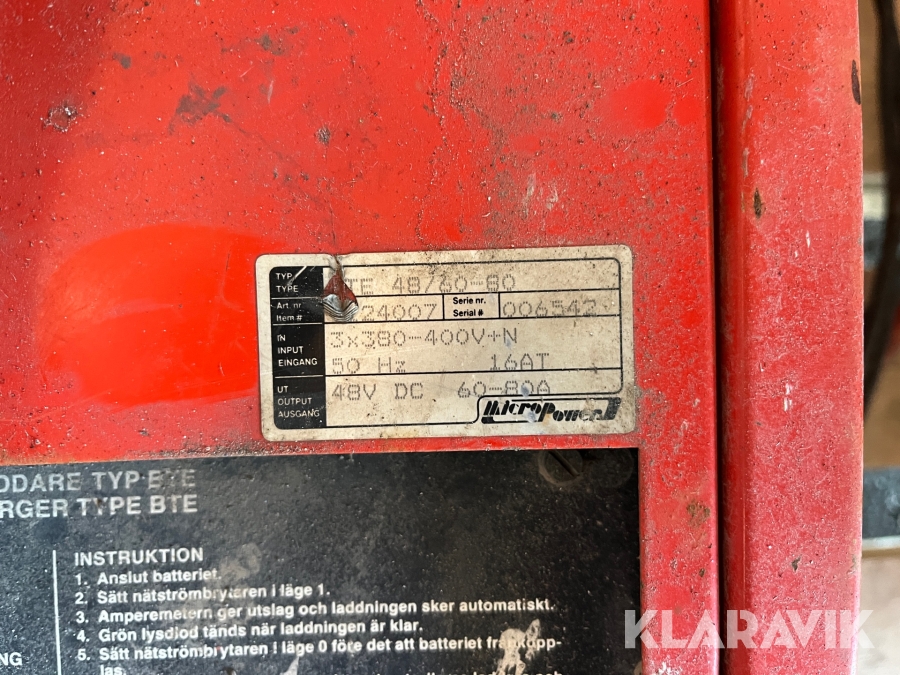 TYP
TYPE
TE 48/60-80
Art. nr
Item #
24007
Serie nr.
Serial #
006542
IN
INPUT
EINGANG
3x380-400V+N
50 Hz 16AT
UT
OUTPUT
AUSGANG
48V DC 60-80A
MicroPower
DDARE TYP BTE
RGER TYPE BTE
INSTRUKTION
1. Anslut batteriet.
2. Sätt nätströmbrytaren i läge 1.
3. Amperemetern ger utslag och laddningen sker automatiskt.
4. Grön lysdiod tänds när laddningen är klar.
5. Sätt nätströmbrytaren i läge 0 före det att batteriet frånkopp-
las.
NG
KLARAVIK